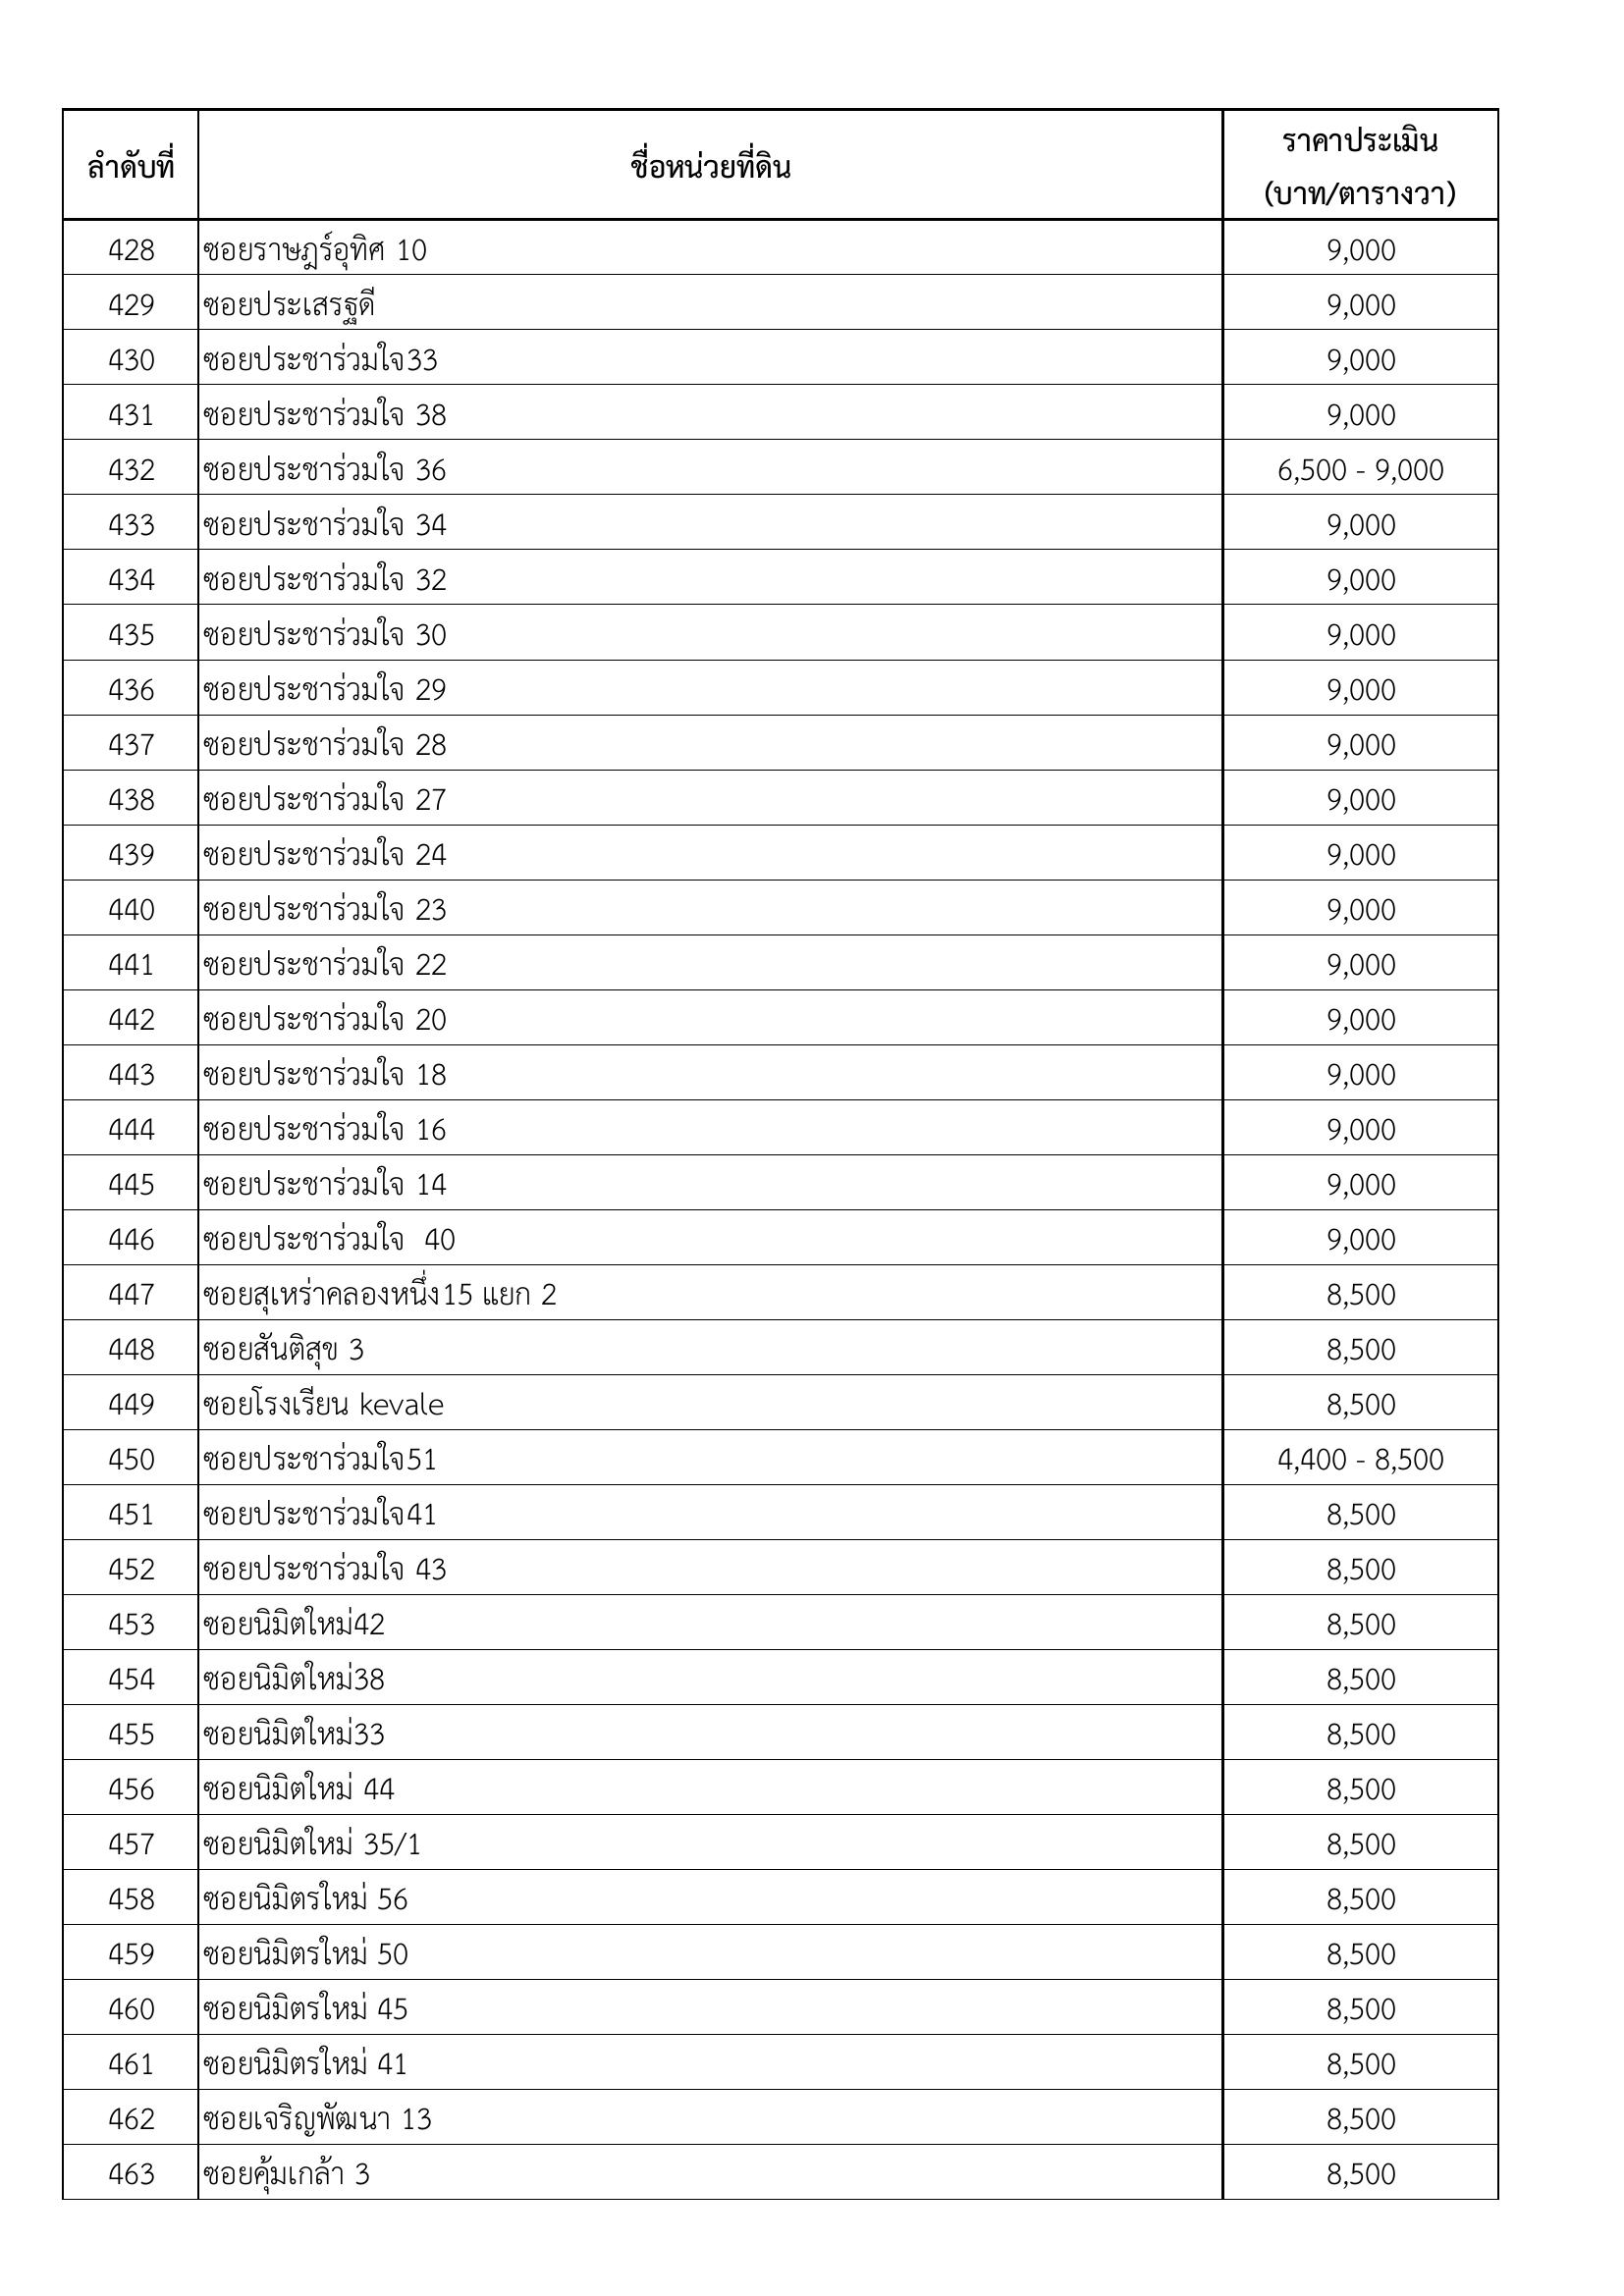 ลำดับที่ ชื่อหน่วยที่ดิน ราคาประเมิน
(บาท/ตารางวา)
428 ซอยราษฎร์อุทิศ 10 9,000
429 ซอยประเสรฐดี 9,000
430 ซอยประชาร่วมใจ33 9,000
431 ซอยประชาร่วมใจ 38 9,000
432 ซอยประชาร่วมใจ 36 6,500 - 9,000
433 ซอยประชาร่วมใจ 34 9,000
434 ซอยประชาร่วมใจ 32 9,000
435 ซอยประชาร่วมใจ 30 9,000
436 ซอยประชาร่วมใจ 29 9,000
437 ซอยประชาร่วมใจ 28 9,000
438 ซอยประชาร่วมใจ 27 9,000
439 ซอยประชาร่วมใจ 24 9,000
440 ซอยประชาร่วมใจ 23 9,000
441 ซอยประชาร่วมใจ 22 9,000
442 ซอยประชาร่วมใจ 20 9,000
443 ซอยประชาร่วมใจ 18 9,000
444 ซอยประชาร่วมใจ 16 9,000
445 ซอยประชาร่วมใจ 14 9,000
446 ซอยประชาร่วมใจ  40 9,000
447 ซอยสุเหร่าคลองหนึ่ง15 แยก 2 8,500
448 ซอยสันติสุข 3 8,500
449 ซอยโรงเรียน kevale 8,500
450 ซอยประชาร่วมใจ51 4,400 - 8,500
451 ซอยประชาร่วมใจ41 8,500
452 ซอยประชาร่วมใจ 43 8,500
453 ซอยนิมิตใหม่42 8,500
454 ซอยนิมิตใหม่38 8,500
455 ซอยนิมิตใหม่33 8,500
456 ซอยนิมิตใหม่ 44 8,500
457 ซอยนิมิตใหม่ 35/1 8,500
458 ซอยนิมิตรใหม่ 56 8,500
459 ซอยนิมิตรใหม่ 50 8,500
460 ซอยนิมิตรใหม่ 45 8,500
461 ซอยนิมิตรใหม่ 41 8,500
462 ซอยเจริญพัฒนา 13 8,500
463 ซอยคุ้มเกล้า 3 8,500